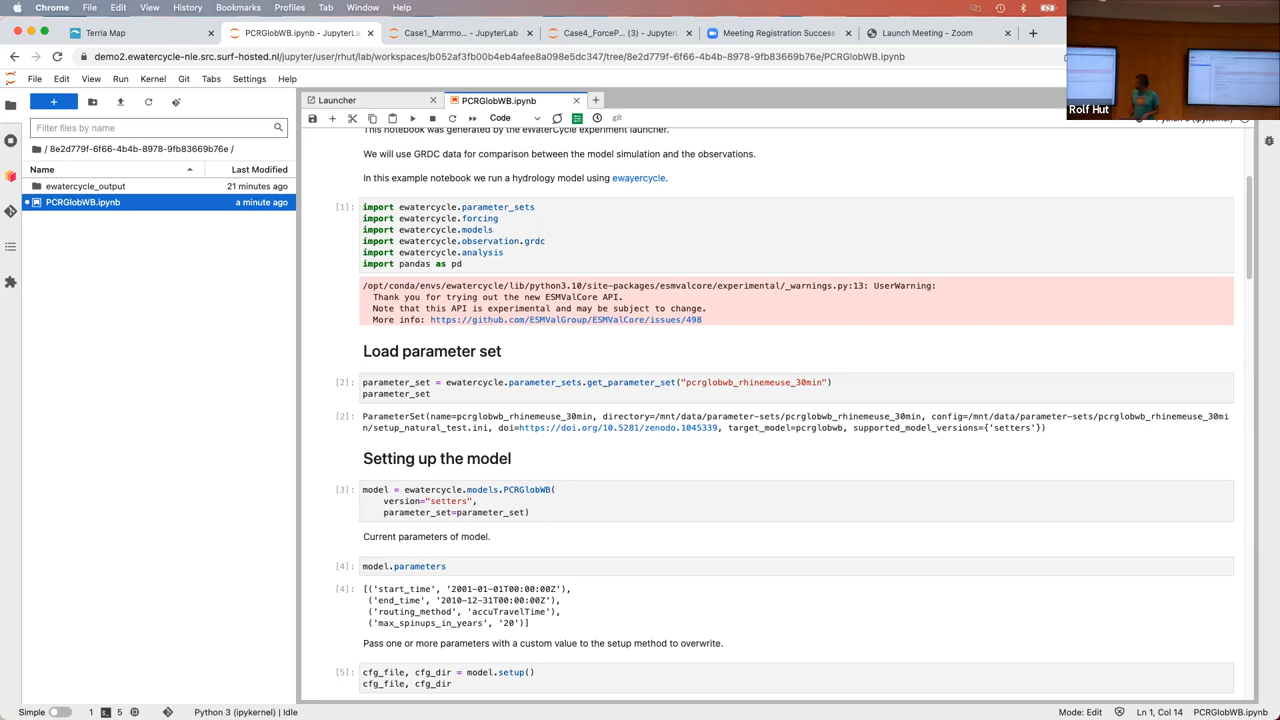 Chrome File Edit View History Bookmarks Profiles Tab Window Help
Terria Map
PCRGlobWB.ipynb - JupyterLa
Case1_Marrmo... - JupyterLab
Case4_ForceP... (3) - JupyterL
Meeting Registration Success
Launch Meeting - Zoom
demo2.ewatercycle-nle.src.surf-hosted.nl/jupyter/user/rhut/lab/workspaces/b052af3fb00b4eb4afee8a098e5dc347/tree/8e2d779f-6f66-4b4b-8978-9fb83669b76e/PCRGlobWB.ipynb
File Edit View Run Kernel Git Tabs Settings Help
Rolf Hut
Launcher
PCRGlobWB.ipynb
Code
git
Filter files by name
/ 8e2d779f-6f66-4b4b-8978-9fb83669b76e /
Name Last Modified
ewatercycle_output 21 minutes ago
PCRGlobWB.ipynb a minute ago
This notebook was generated by the eWaterCycle experiment launcher.
We will use GRDC data for comparison between the model simulation and the observations.
In this example notebook we run a hydrology model using ewayercycle.
[1]: import ewatercycle.parameter_sets
import ewatercycle.forcing
import ewatercycle.models
import ewatercycle.observation.grdc
import ewatercycle.analysis
import pandas as pd
/opt/conda/envs/ewatercycle/lib/python3.10/site-packages/esmvalcore/experimental/_warnings.py:13: UserWarning:
Thank you for trying out the new ESMValCore API.
Note that this API is experimental and may be subject to change.
More info: https://github.com/ESMValGroup/ESMValCore/issues/498
Load parameter set
[2]: parameter_set = ewatercycle.parameter_sets.get_parameter_set("pcrglobwb_rhinemeuse_30min")
parameter_set
[2]: ParameterSet(name=pcrglobwb_rhinemeuse_30min, directory=/mnt/data/parameter-sets/pcrglobwb_rhinemeuse_30min, config=/mnt/data/parameter-sets/pcrglobwb_rhinemeuse_30mi
n/setup_natural_test.ini, doi=https://doi.org/10.5281/zenodo.1045339, target_model=pcrglobwb, supported_model_versions={'setters'})
Setting up the model
[3]: model = ewatercycle.models.PCRGlobWB(
version="setters",
parameter_set=parameter_set)
Current parameters of model.
[4]: model.parameters
[4]: [('start_time', '2001-01-01T00:00:00Z'),
('end_time', '2010-12-31T00:00:00Z'),
('routing_method', 'accuTravelTime'),
('max_spinups_in_years', '20')]
Pass one or more parameters with a custom value to the setup method to overwrite.
[5]: cfg_file, cfg_dir = model.setup()
cfg_file, cfg_dir
Simple 1 5 Python 3 (ipykernel) | Idle Mode: Edit Ln 1, Col 14 PCRGlobWB.ipynb